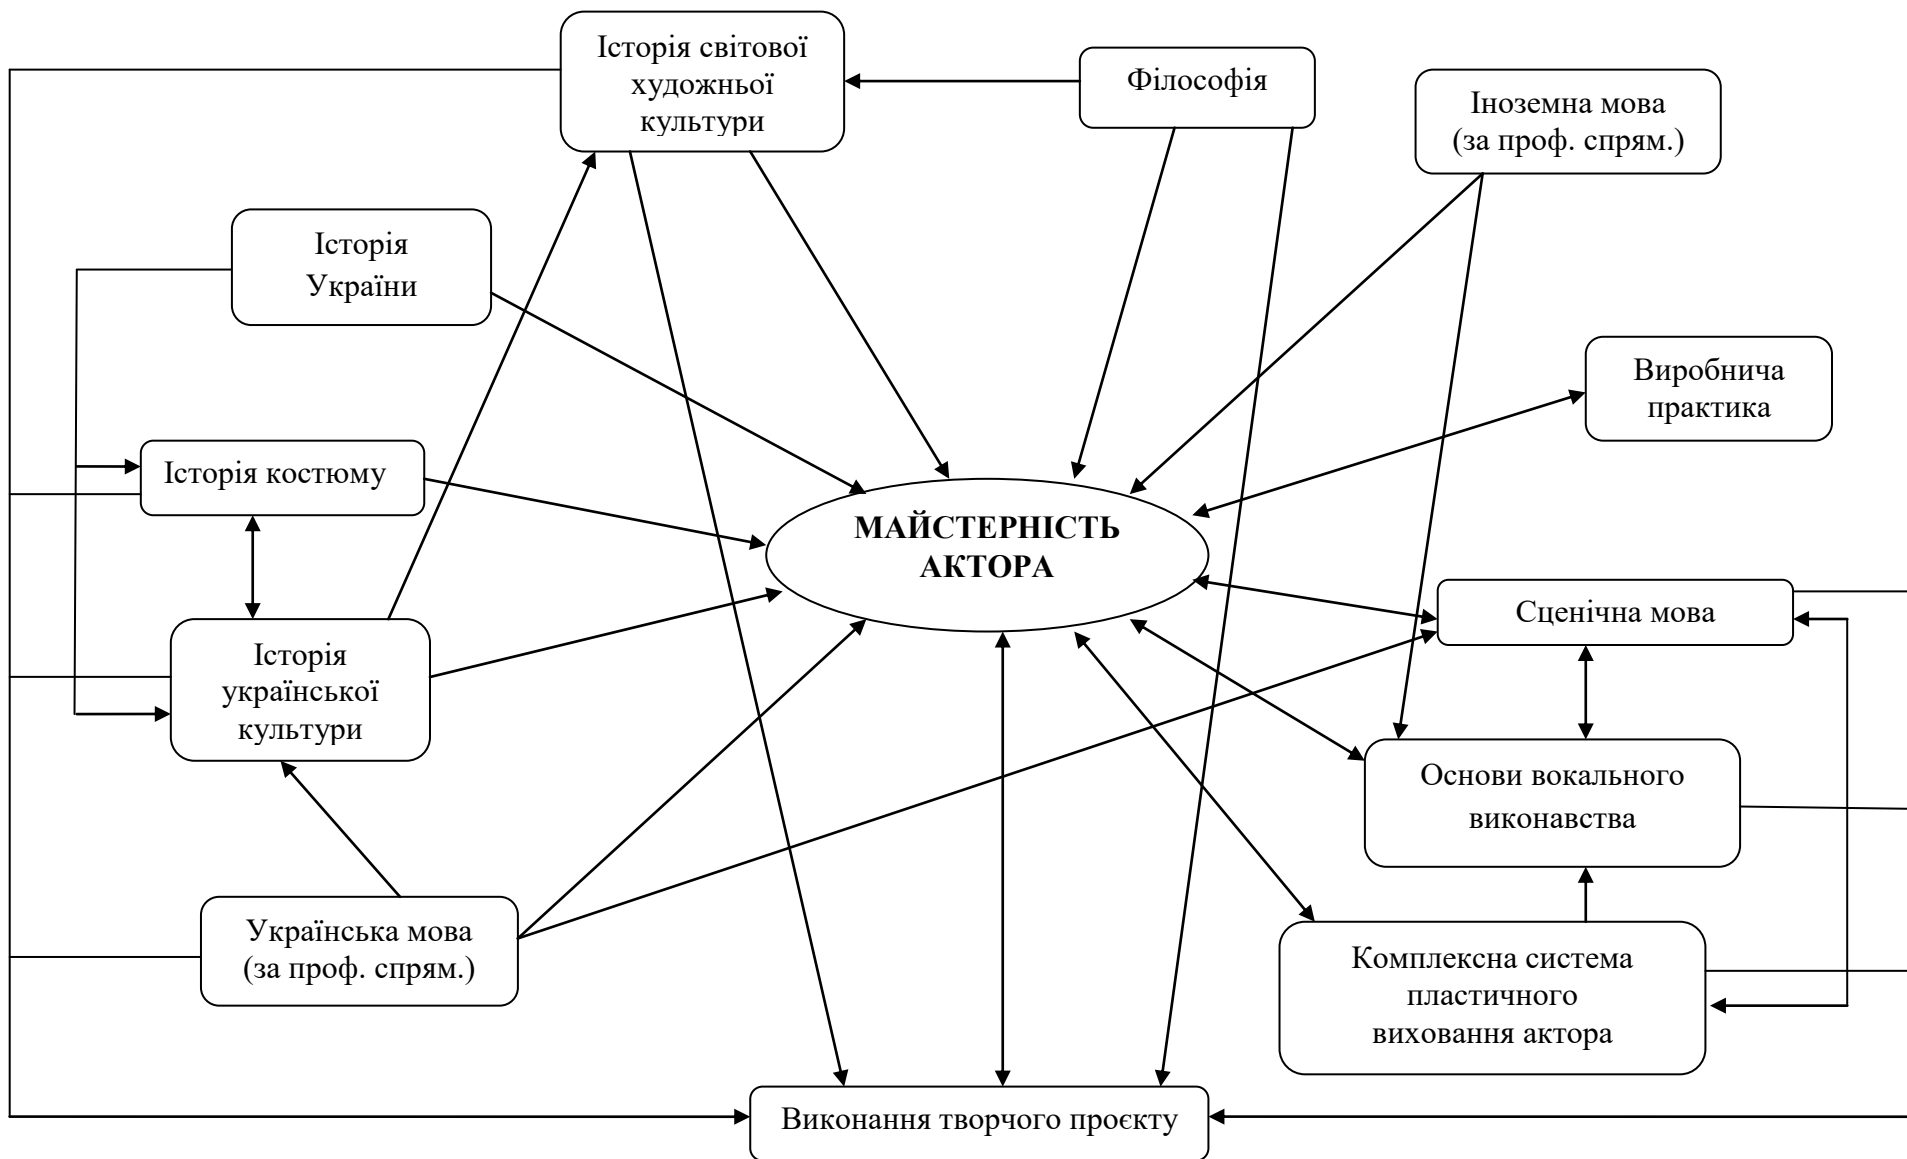 Історія світової
художньої
культури
Філософія
Іноземна мова
(за проф. спрям.)
Історія
України
Виробнича
практика
Історія костюму
МАЙСТЕРНІСТЬ
АКТОРА
Сценічна мова
Історія
української
культури
Основи вокального
виконавства
Українська мова
(за проф. спрям.)
Комплексна система
пластичного
виховання актора
Виконання творчого проєкту